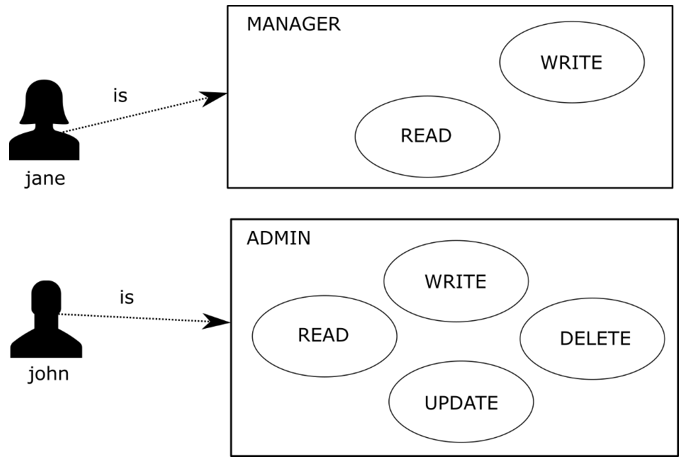 MANAGER
WRITE
is
READ
jane
ADMIN
WRITE
is
READ
DELETE
john
UPDATE